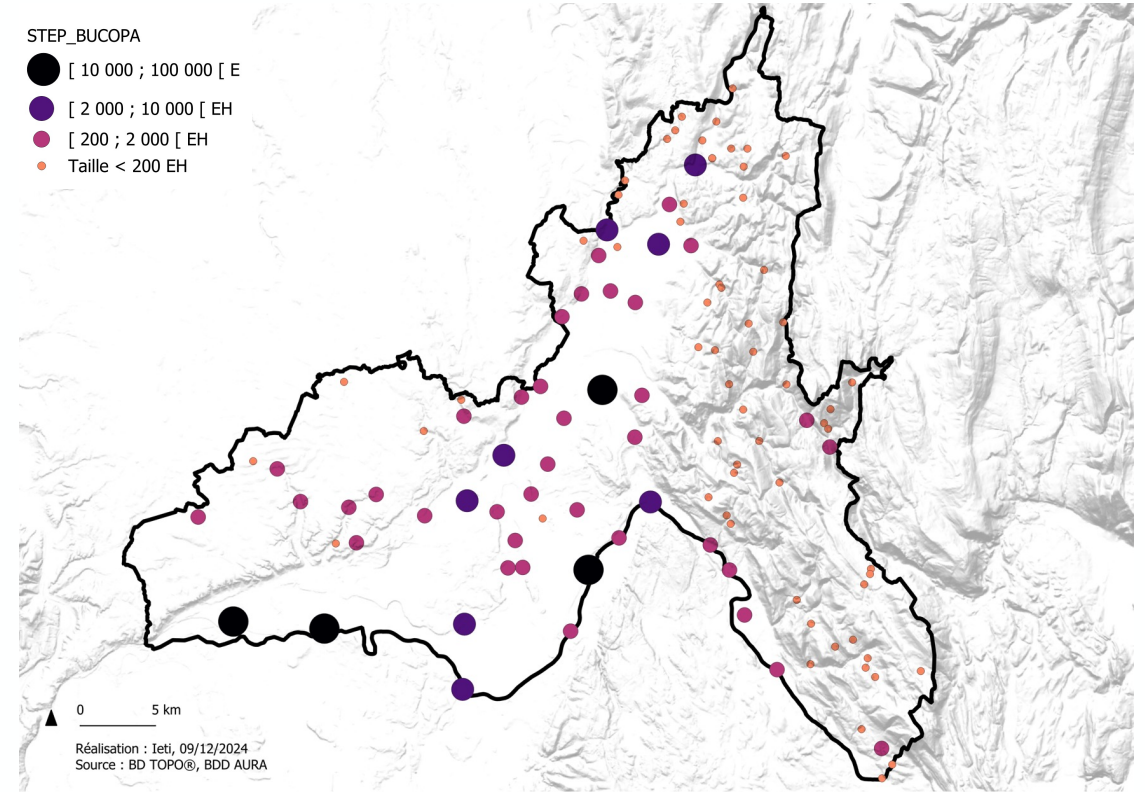 STEP_BUCOPA
[ 10 000 ; 100 000 [ E
[ 2 000 ; 10 000 [ EH
[ 200 ; 2 000 [ EH
Taille < 200 EH
0 5 km
Réalisation : Ieti, 09/12/2024
Source : BD TOPO®, BDD AURA